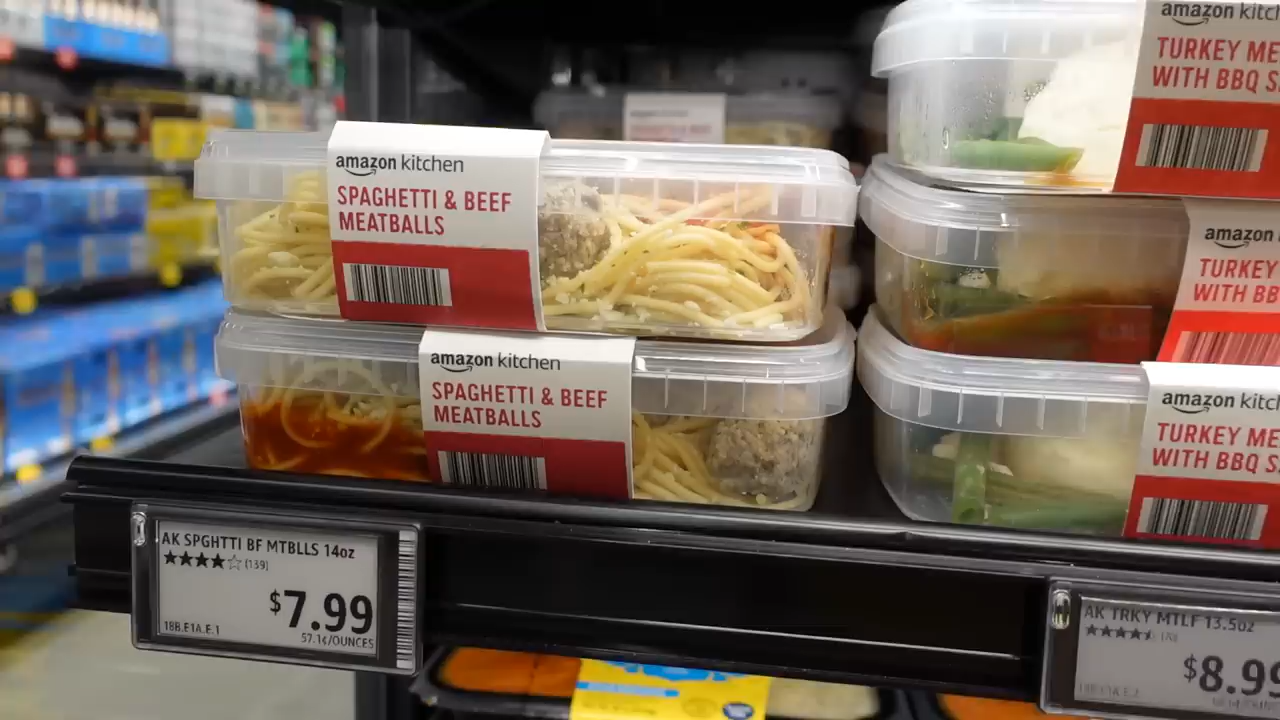 amazon kitchen
SPAGHETTI & BEEF
MEATBALLS
amazon kitchen
SPAGHETTI & BEEF
MEATBALLS
amazon kitch
TURKEY ME
WITH BBQ S
amazon
TURKEY
WITH BB
amazon kitc
TURKEY ME
WITH BBQ S
AK SPGHTTI BF MTBLLS 14oz
(139)
$7.99
18B.E1A.E.1
57.1¢/OUNCES
AK TRKY MTLF 13.5oz
$8.99